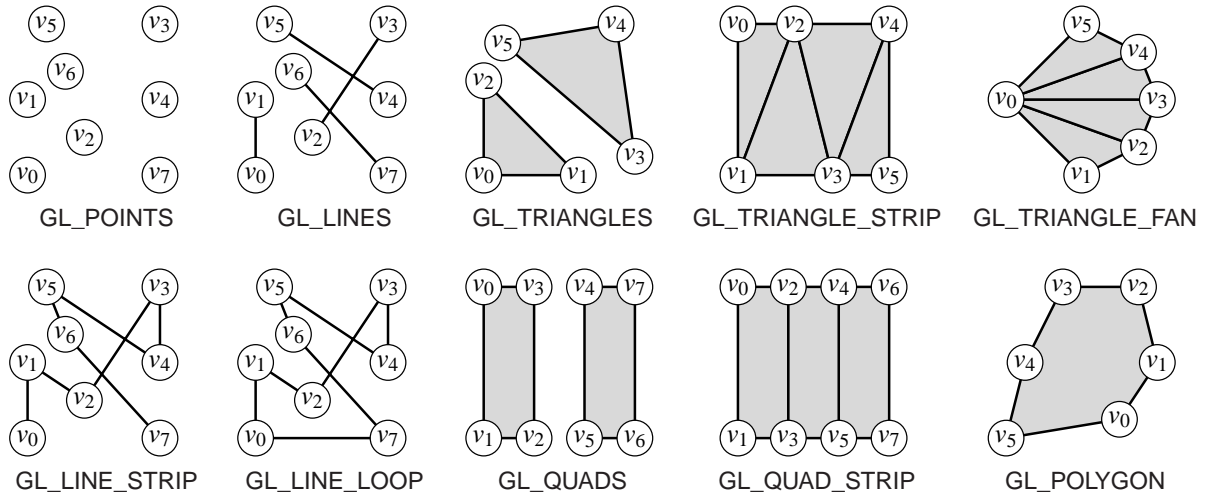 v5 v3
v6
v1 v4
v2
v0 v7
GL_POINTS
v5 v3
v6
v1 v4
v2
v0 v7
GL_LINES
v4
v5
v2
v3
v0 v1
GL_TRIANGLES
v0 v2 v4
v1 v3 v5
GL_TRIANGLE_STRIP
v5
v4
v0 v3
v2
v1
GL_TRIANGLE_FAN
v5 v3
v6
v1 v4
v2
v0 v7
GL_LINE_STRIP
v5 v3
v6
v1 v4
v2
v0 v7
GL_LINE_LOOP
v0 v3 v4 v7
v1 v2 v5 v6
GL_QUADS
v0 v2 v4 v6
v1 v3 v5 v7
GL_QUAD_STRIP
v3 v2
v4 v1
v0
v5
GL_POLYGON